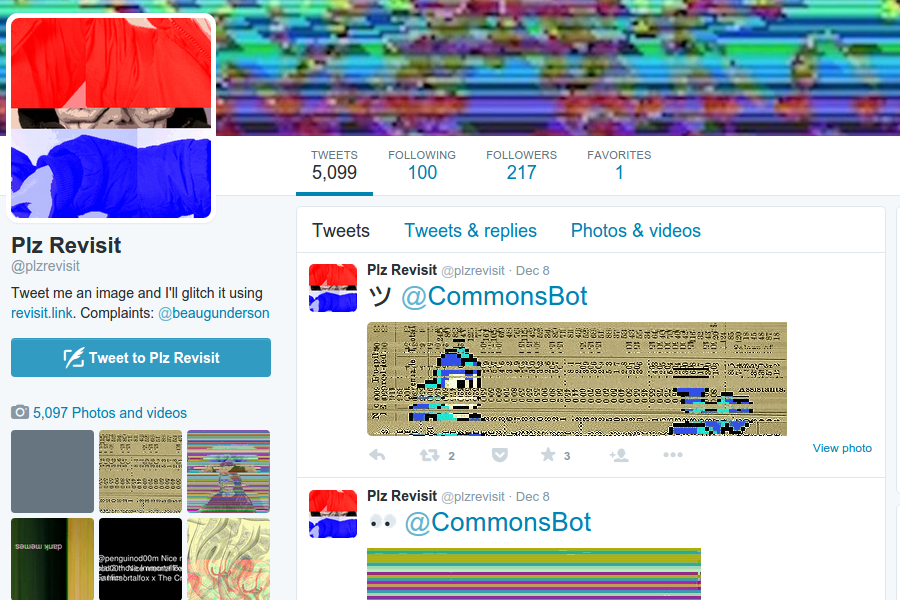 TWEETS FOLLOWING FOLLOWERS FAVORITES
5,099 100 217 1
Plz Revisit
@plzrevisit
Tweet me an image and I'll glitch it using
revisit.link. Complaints: @beaugunderson
Tweet to Plz Revisit
5,097 Photos and videos
dank memes
@penguinod00m Nice
Tweets Tweets & replies Photos & videos
Plz Revisit @plzrevisit · Dec 8
ツ @CommonsBot
Assistants.
2 3
View photo
Plz Revisit @plzrevisit · Dec 8
👀 @CommonsBot